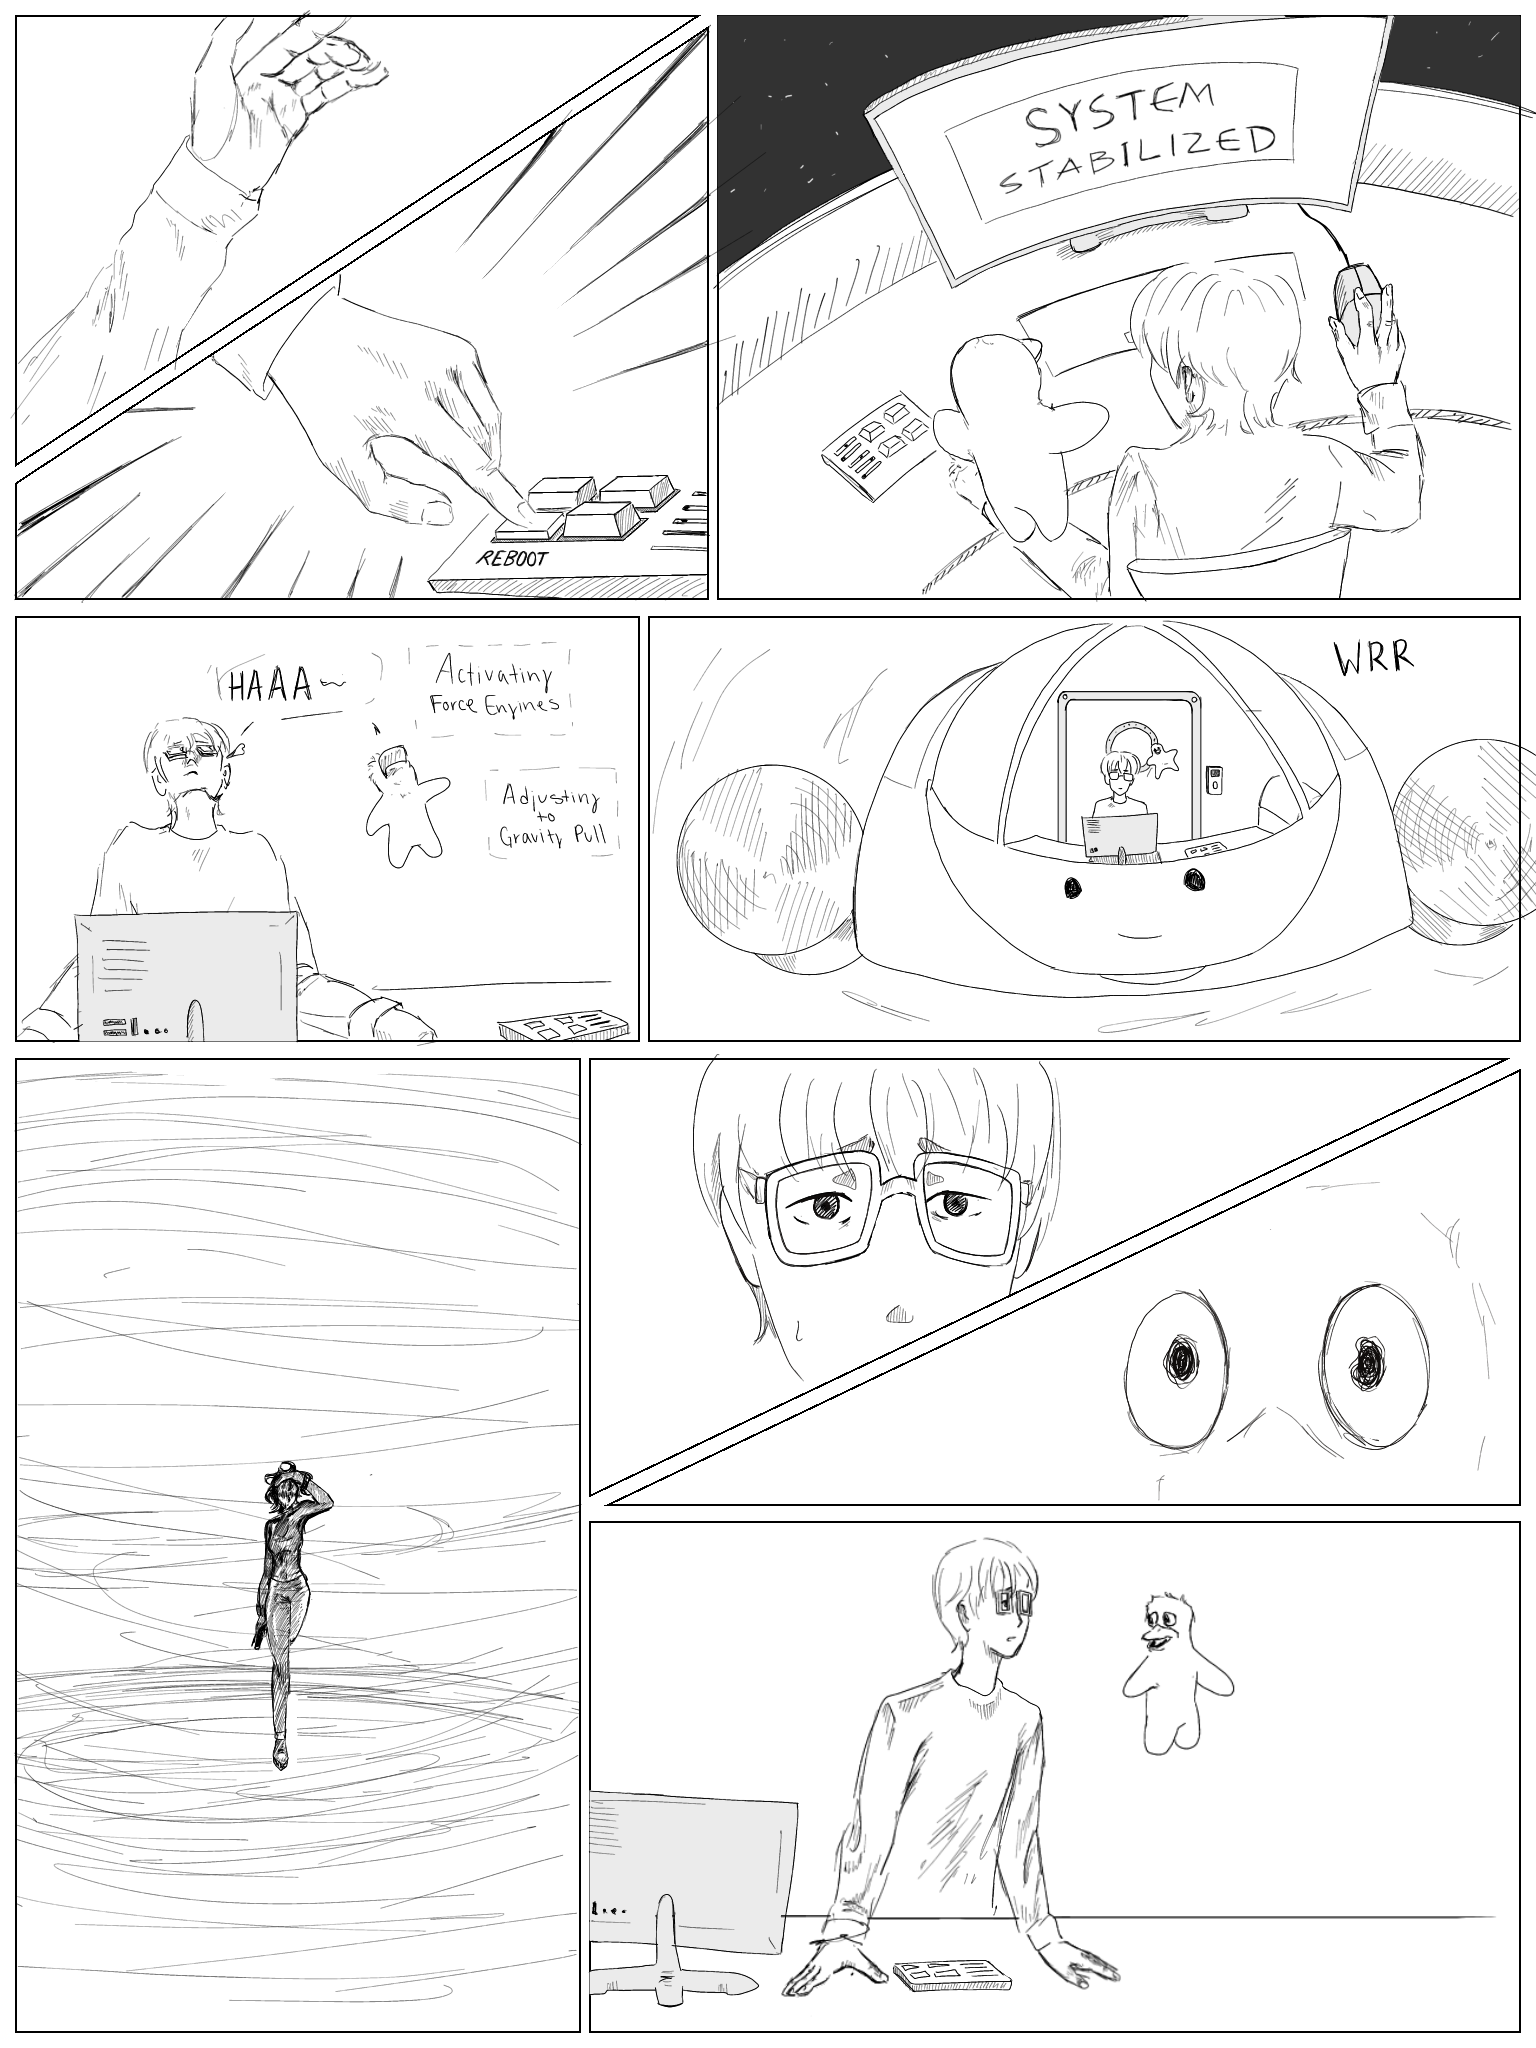 REBOOT
SYSTEM
STABILIZED
HAAA
Activating
Force Engines
Adjusting
to
Gravity Pull
WRR